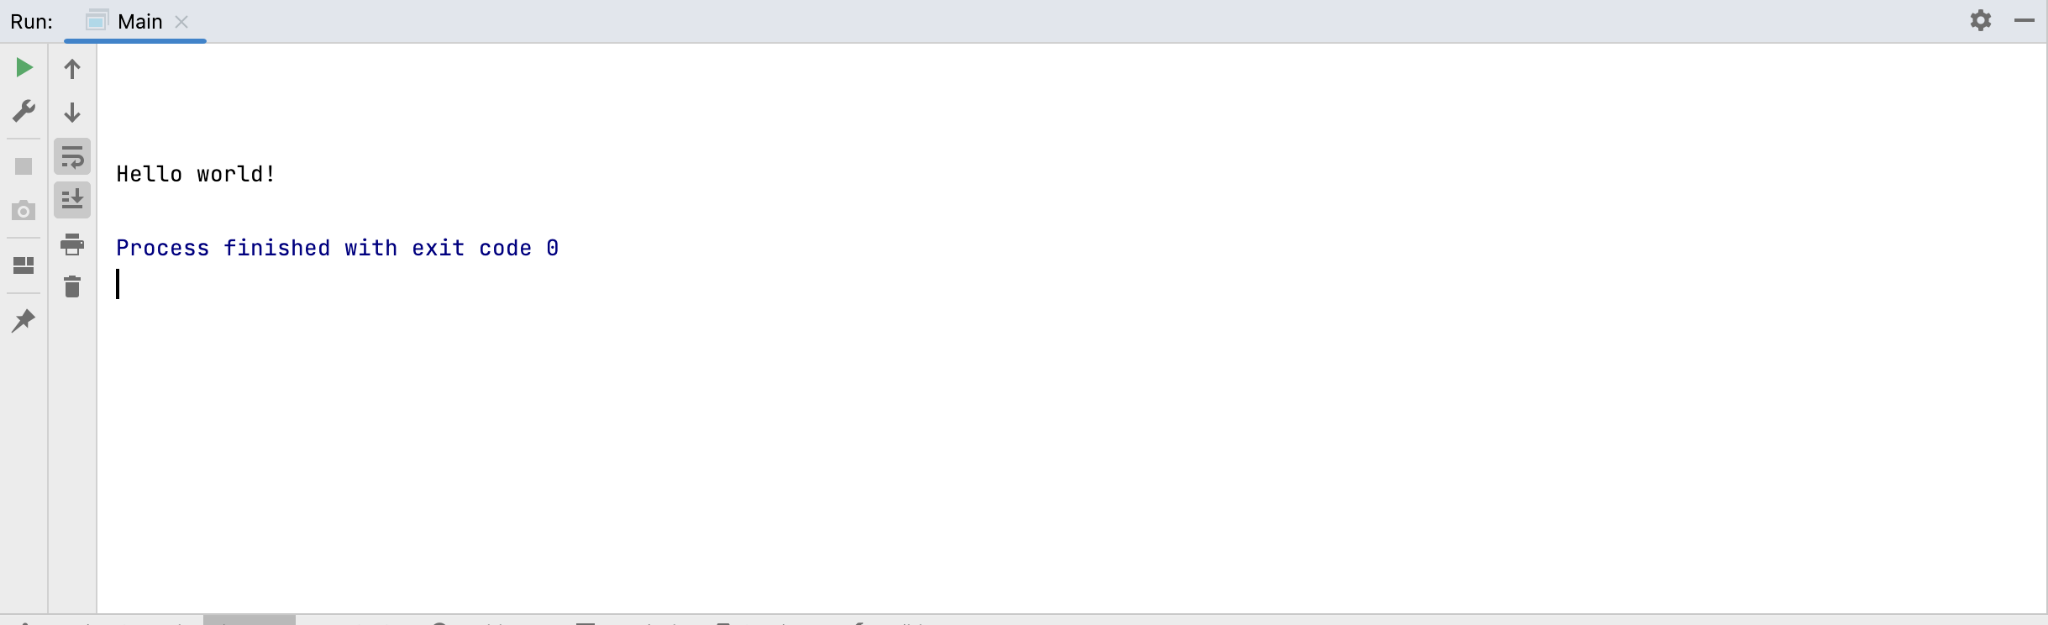 Run: Main
Hello world!
Process finished with exit code 0